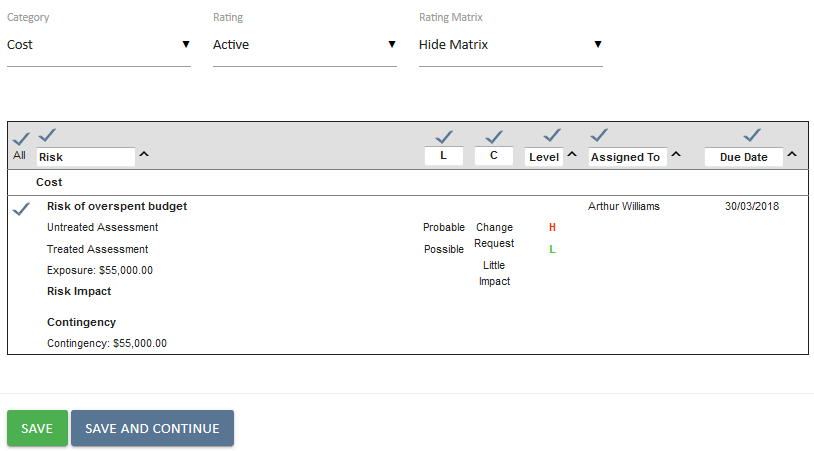 Category Rating Rating Matrix
Cost Active Hide Matrix
All Risk L C Level Assigned To Due Date
Cost
Risk of overspent budget Arthur Williams 30/03/2018
Untreated Assessment Probable Change Request H
Treated Assessment Possible Little Impact L
Exposure: $55,000.00
Risk Impact
Contingency
Contingency: $55,000.00
SAVE SAVE AND CONTINUE